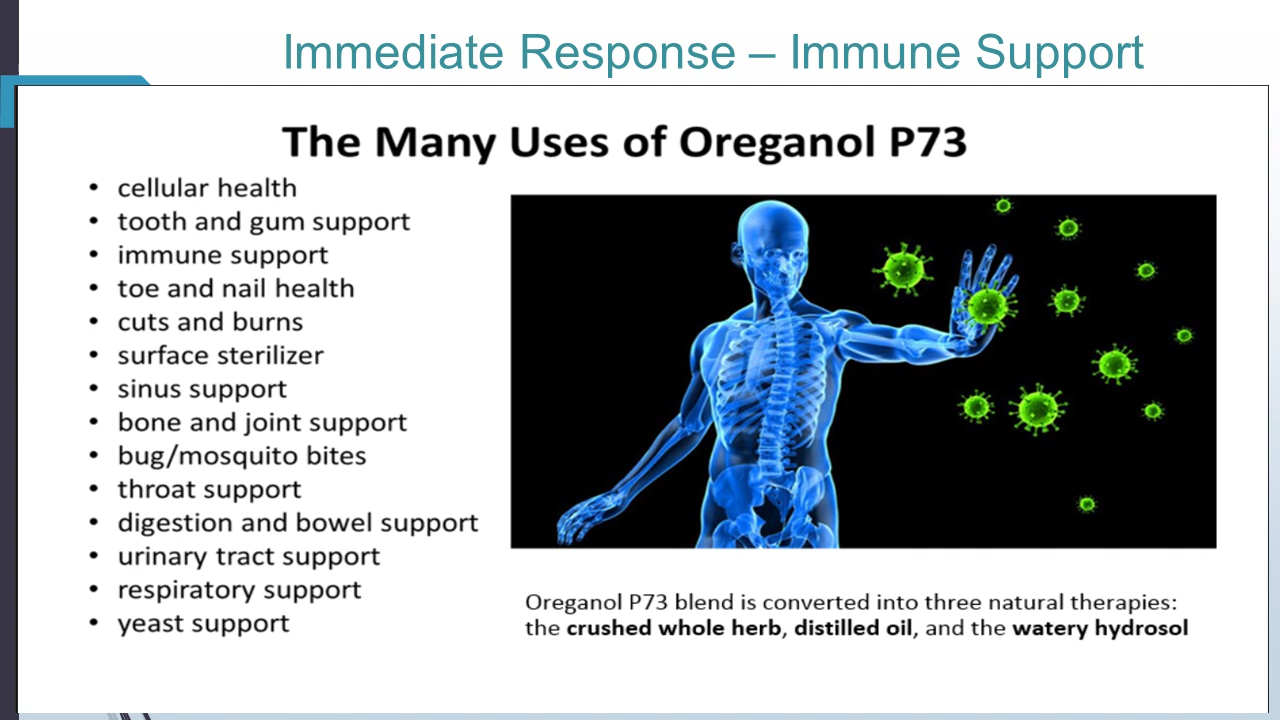 Immediate Response – Immune Support
The Many Uses of Oreganol P73
• cellular health
• tooth and gum support
• immune support
• toe and nail health
• cuts and burns
• surface sterilizer
• sinus support
• bone and joint support
• bug/mosquito bites
• throat support
• digestion and bowel support
• urinary tract support
• respiratory support
• yeast support
Oreganol P73 blend is converted into three natural therapies:
the crushed whole herb, distilled oil, and the watery hydrosol